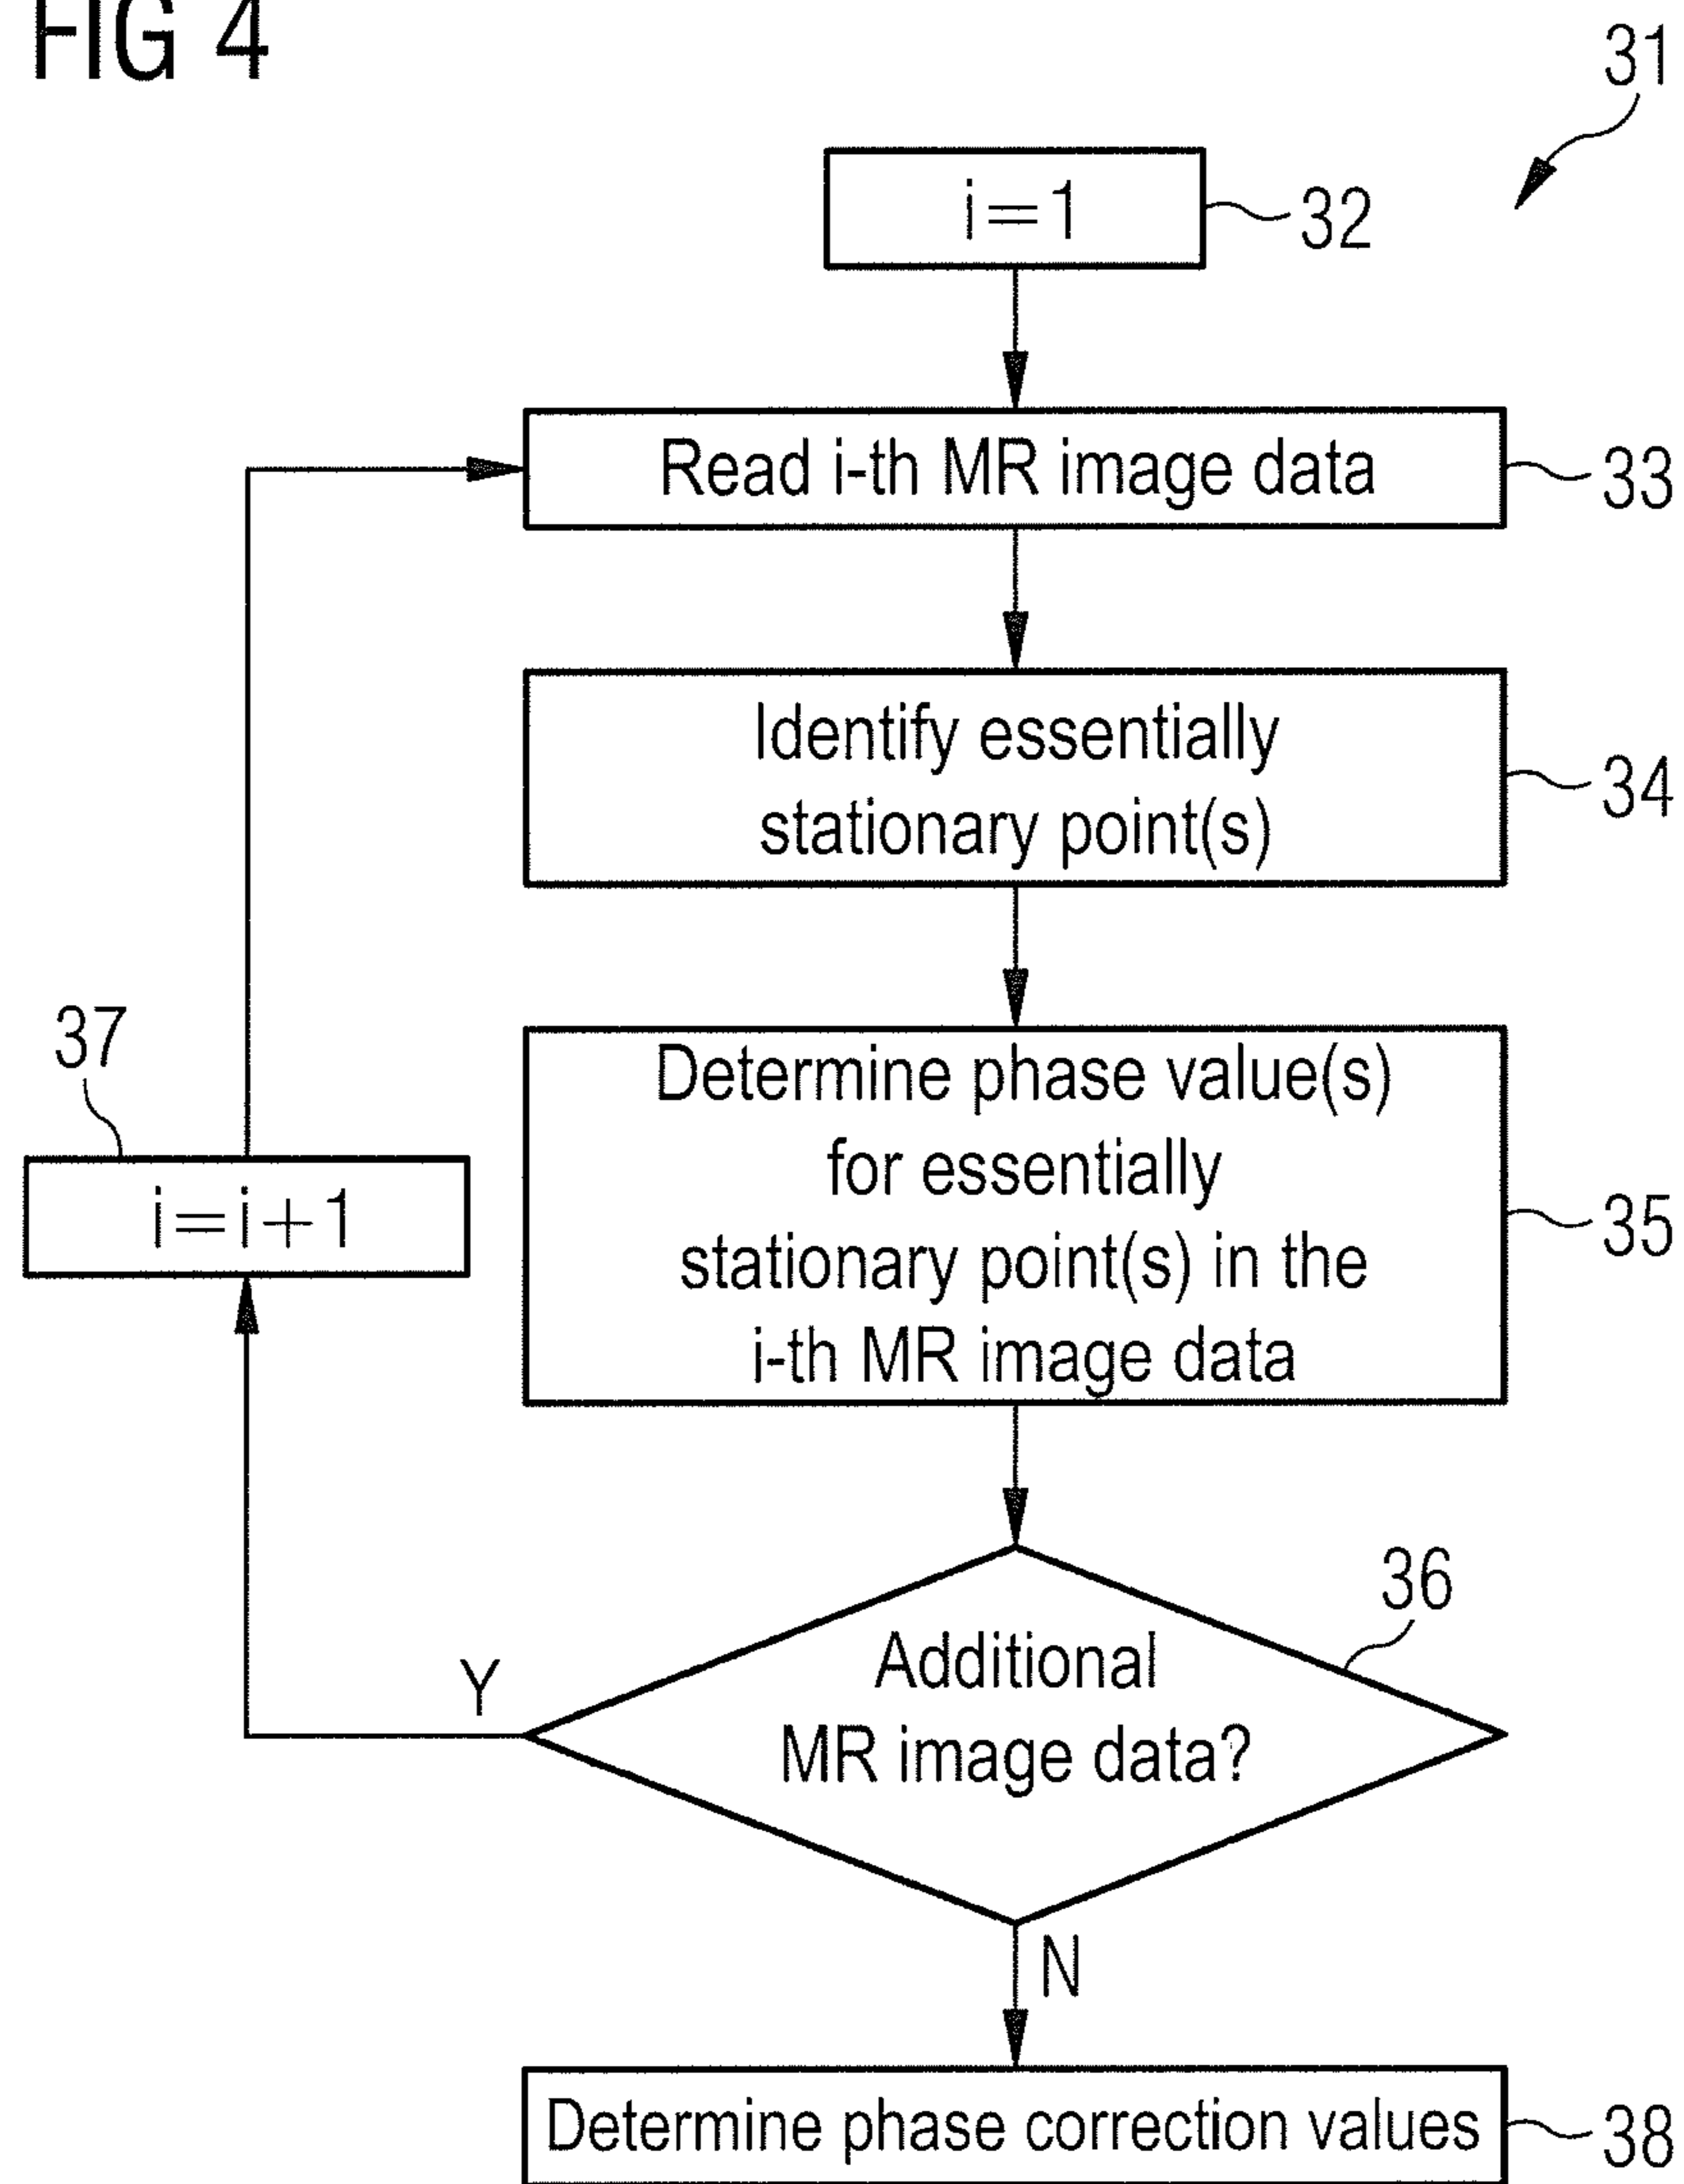 FIG 4
31
i=1
32
Read i-th MR image data
33
Identify essentially
stationary point(s)
34
Determine phase value(s)
for essentially
stationary point(s) in the
i-th MR image data
35
37
i=i+1
36
Additional
MR image data?
Y
N
Determine phase correction values
38